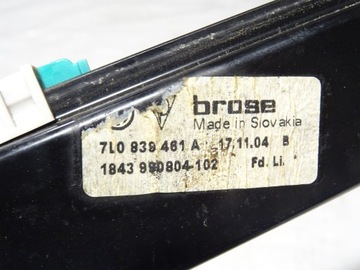 brose
Made in Slovakia
7L0 839 461 A 17.11.04 B
1843 990804-102 Fd. Li.